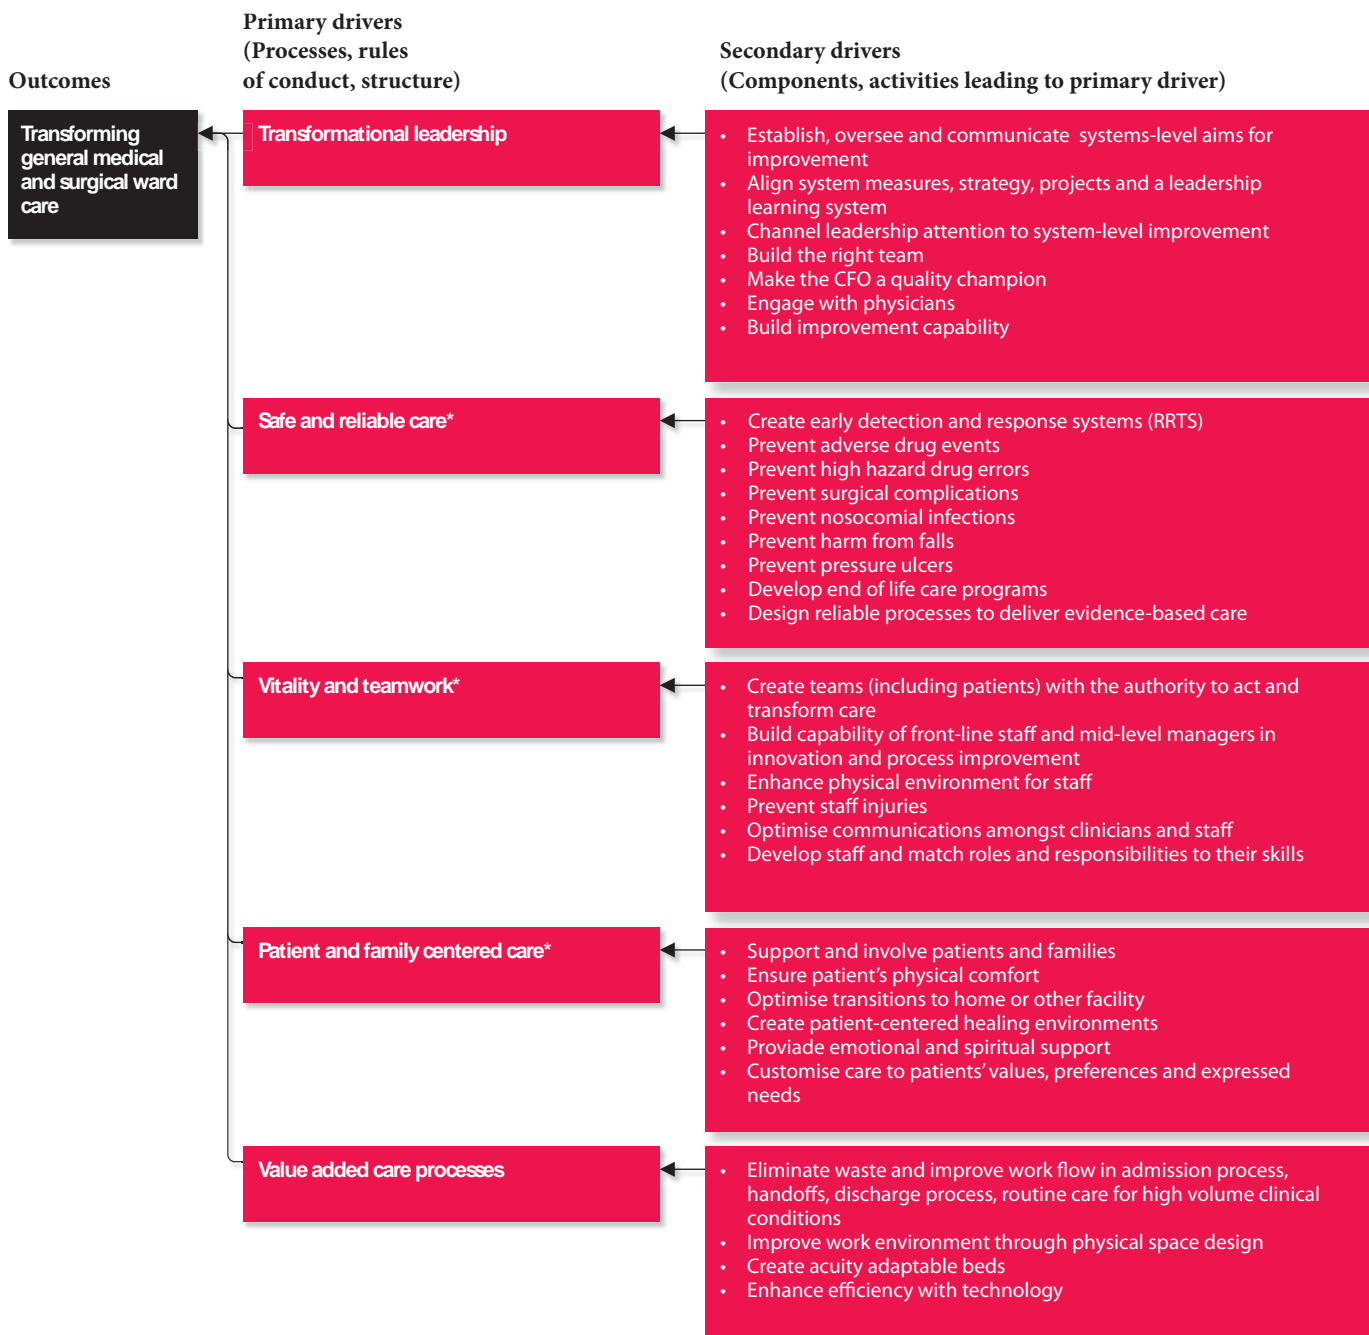 Outcomes
Primary drivers
(Processes, rules
of conduct, structure)
Secondary drivers
(Components, activities leading to primary driver)
Transforming
general medical
and surgical ward
care
Transformational leadership
• Establish, oversee and communicate systems-level aims for
improvement
• Align system measures, strategy, projects and a leadership
learning system
• Channel leadership attention to system-level improvement
• Build the right team
• Make the CFO a quality champion
• Engage with physicians
• Build improvement capability
Safe and reliable care*
• Create early detection and response systems (RRTS)
• Prevent adverse drug events
• Prevent high hazard drug errors
• Prevent surgical complications
• Prevent nosocomial infections
• Prevent harm from falls
• Prevent pressure ulcers
• Develop end of life care programs
• Design reliable processes to deliver evidence-based care
Vitality and teamwork*
• Create teams (including patients) with the authority to act and
transform care
• Build capability of front-line staff and mid-level managers in
innovation and process improvement
• Enhance physical environment for staff
• Prevent staff injuries
• Optimise communications amongst clinicians and staff
• Develop staff and match roles and responsibilities to their skills
Patient and family centered care*
• Support and involve patients and families
• Ensure patient’s physical comfort
• Optimise transitions to home or other facility
• Create patient-centered healing environments
• Proviade emotional and spiritual support
• Customise care to patients’ values, preferences and expressed
needs
Value added care processes
• Eliminate waste and improve work flow in admission process,
handoffs, discharge process, routine care for high volume clinical
conditions
• Improve work environment through physical space design
• Create acuity adaptable beds
• Enhance efficiency with technology